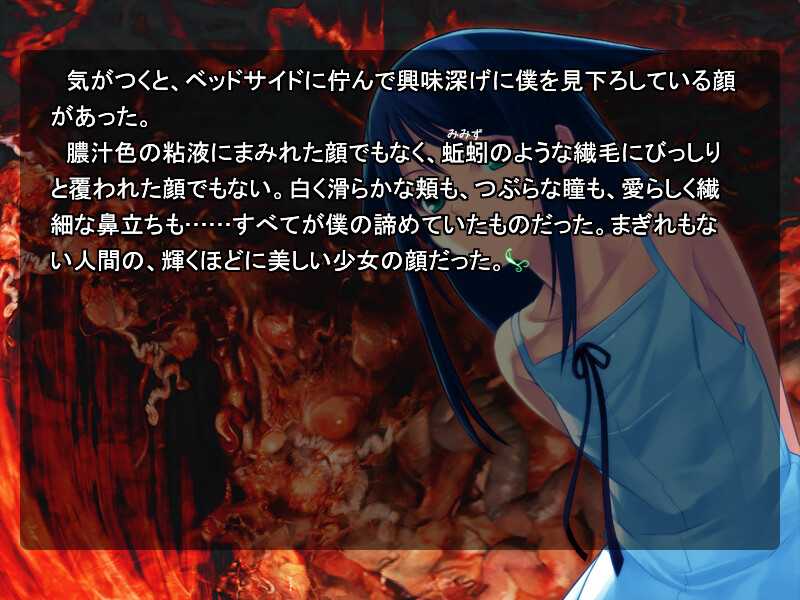 気がつくと、ベッドサイドに佇んで興味深げに僕を見下ろしている顔
があった。
膿汁色の粘液にまみれた顔でもなく、蚯蚓のような繊毛にびっしり
と覆われた顔でもない。白く滑らかな頬も、つぶらな瞳も、愛らしく繊
細な鼻立ちも……すべてが僕の諦めていたものだった。まぎれもな
い人間の、輝くほどに美しい少女の顔だった。
みみず